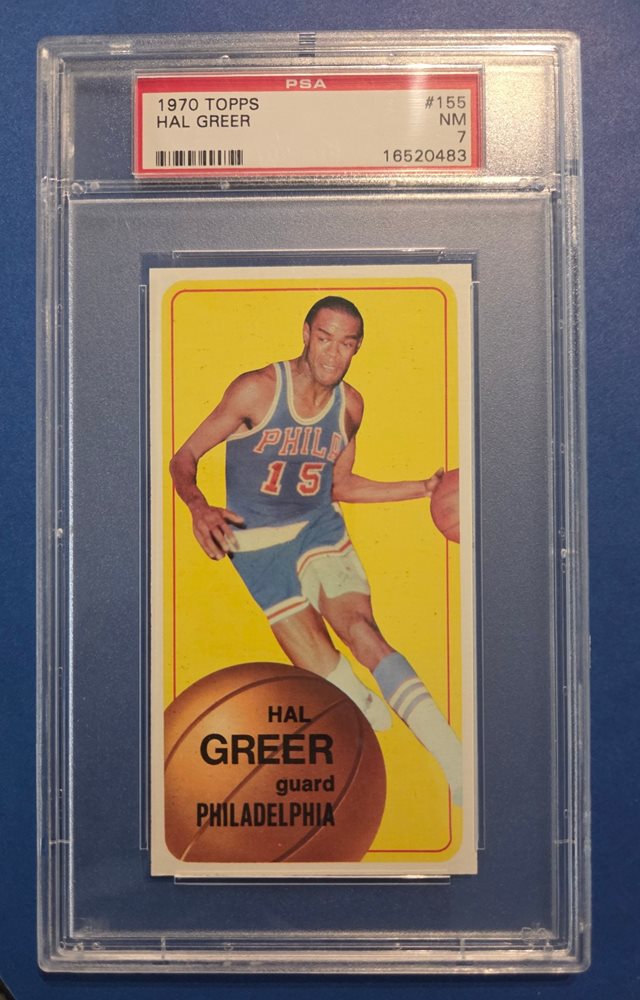 PSA
1970 TOPPS #155
HAL GREER NM
7
16520483
PHILA
15
HAL
GREER
guard
PHILADELPHIA